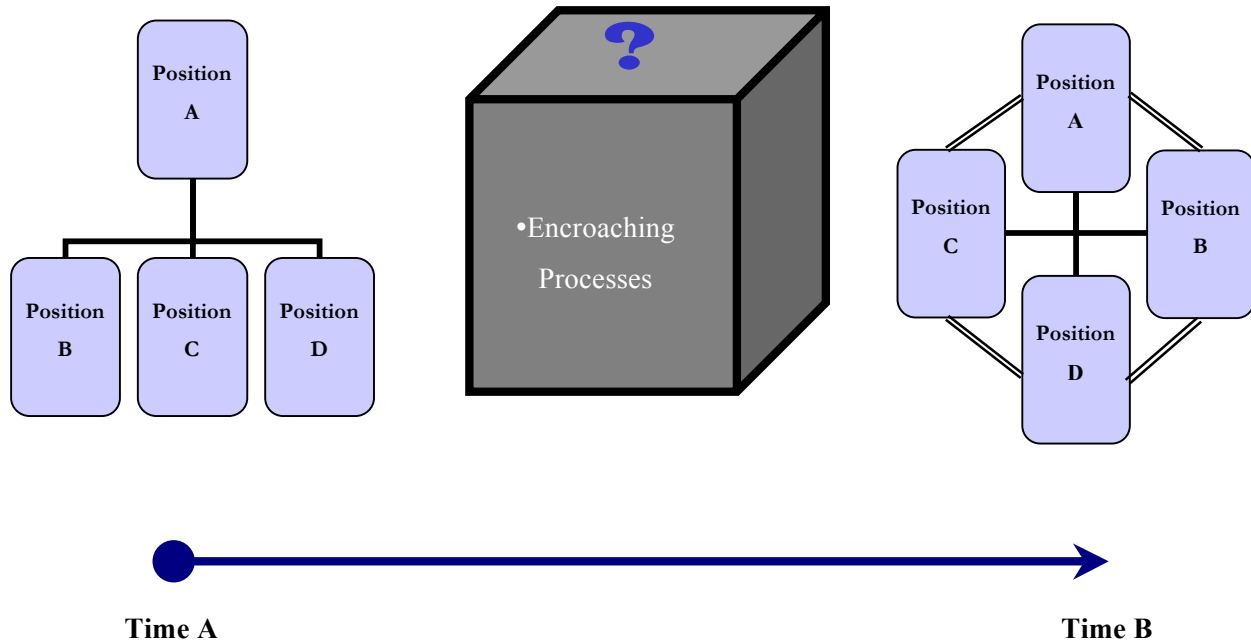 Position
A
Position
B
Position
C
Position
D
?
•Encroaching
Processes
Position
A
Position
C
Position
B
Position
D
Time A
Time B